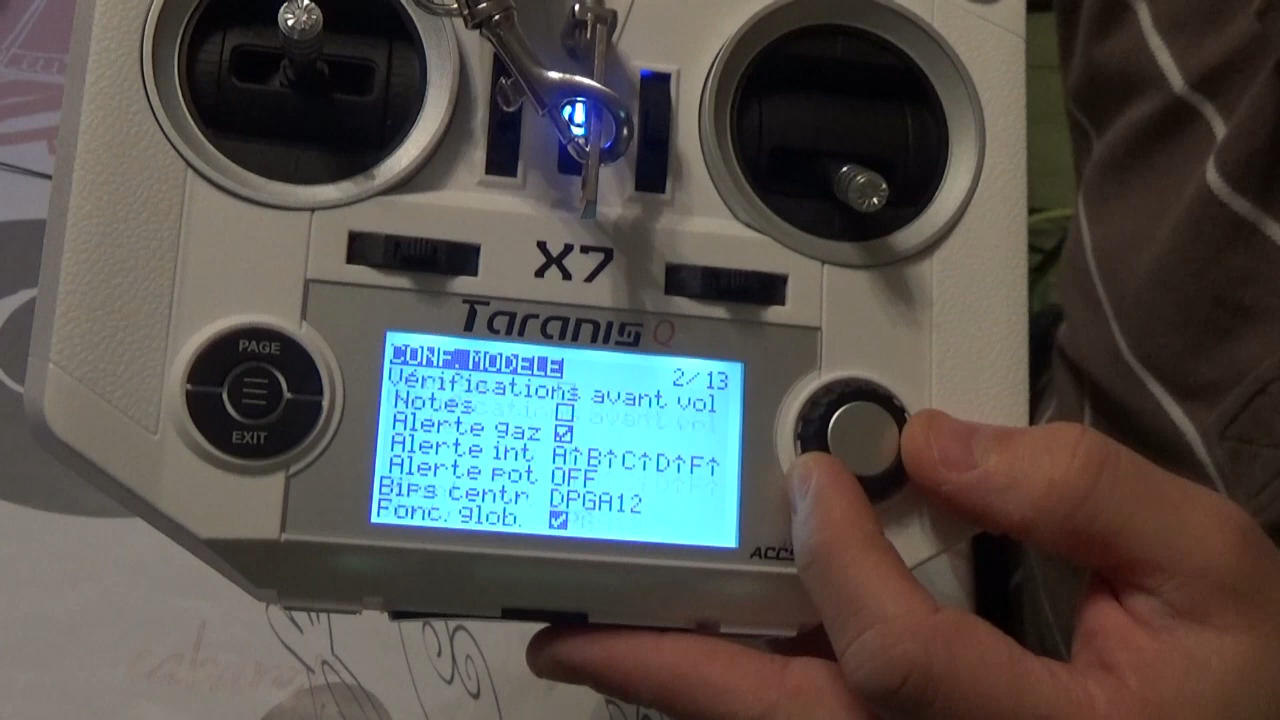 X7
Taranis Q
PAGE
EXIT
CONF. MODELE 2/13
Vérifications avant vol
Notes
Alerte gaz
Alerte int A↑B↑C↑D↑F↑
Alerte pot OFF
Bips centr DPGA12
Fonc. glob.